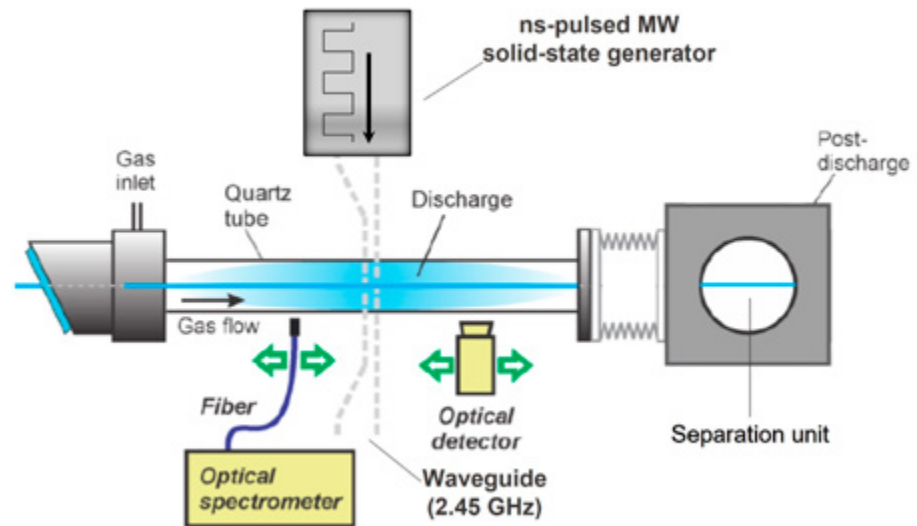 ns-pulsed MW
solid-state generator
Gas
inlet
Quartz
tube
Discharge
Post-
discharge
Gas flow
Fiber
Optical
detector
Separation unit
Optical
spectrometer
Waveguide
(2.45 GHz)